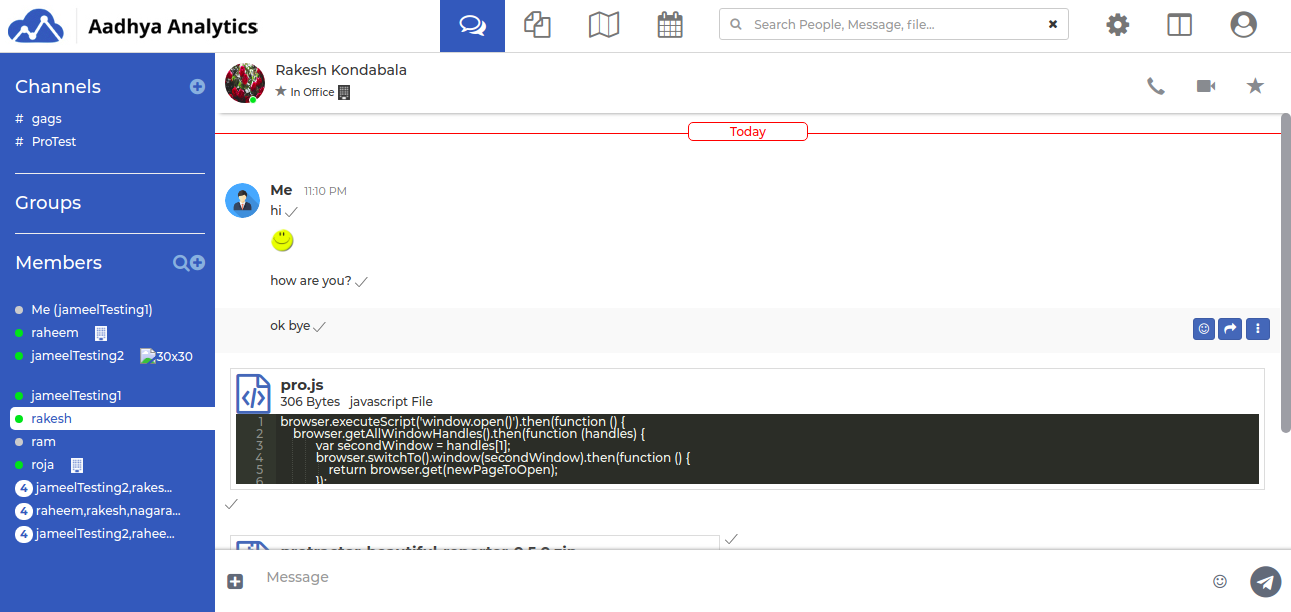 Aadhya Analytics
Search People, Message, file...
Channels
# gags
# ProTest
Groups
Members
Me (jameelTesting1)
raheem
jameelTesting2 30x30
jameelTesting1
rakesh
ram
roja
4 jameelTesting2,rakes...
4 raheem,rakesh,nagara...
4 jameelTesting2,rahee...
Rakesh Kondabala
In Office
Today
Me 11:10 PM
hi
how are you?
ok bye
pro.js
306 Bytes javascript File
1 browser.executeScript('window.open()').then(function () {
2 browser.getAllWindowHandles().then(function (handles) {
3 var secondWindow = handles[1];
4 browser.switchTo().window(secondWindow).then(function () {
5 return browser.get(newPageToOpen);
6 });
Message